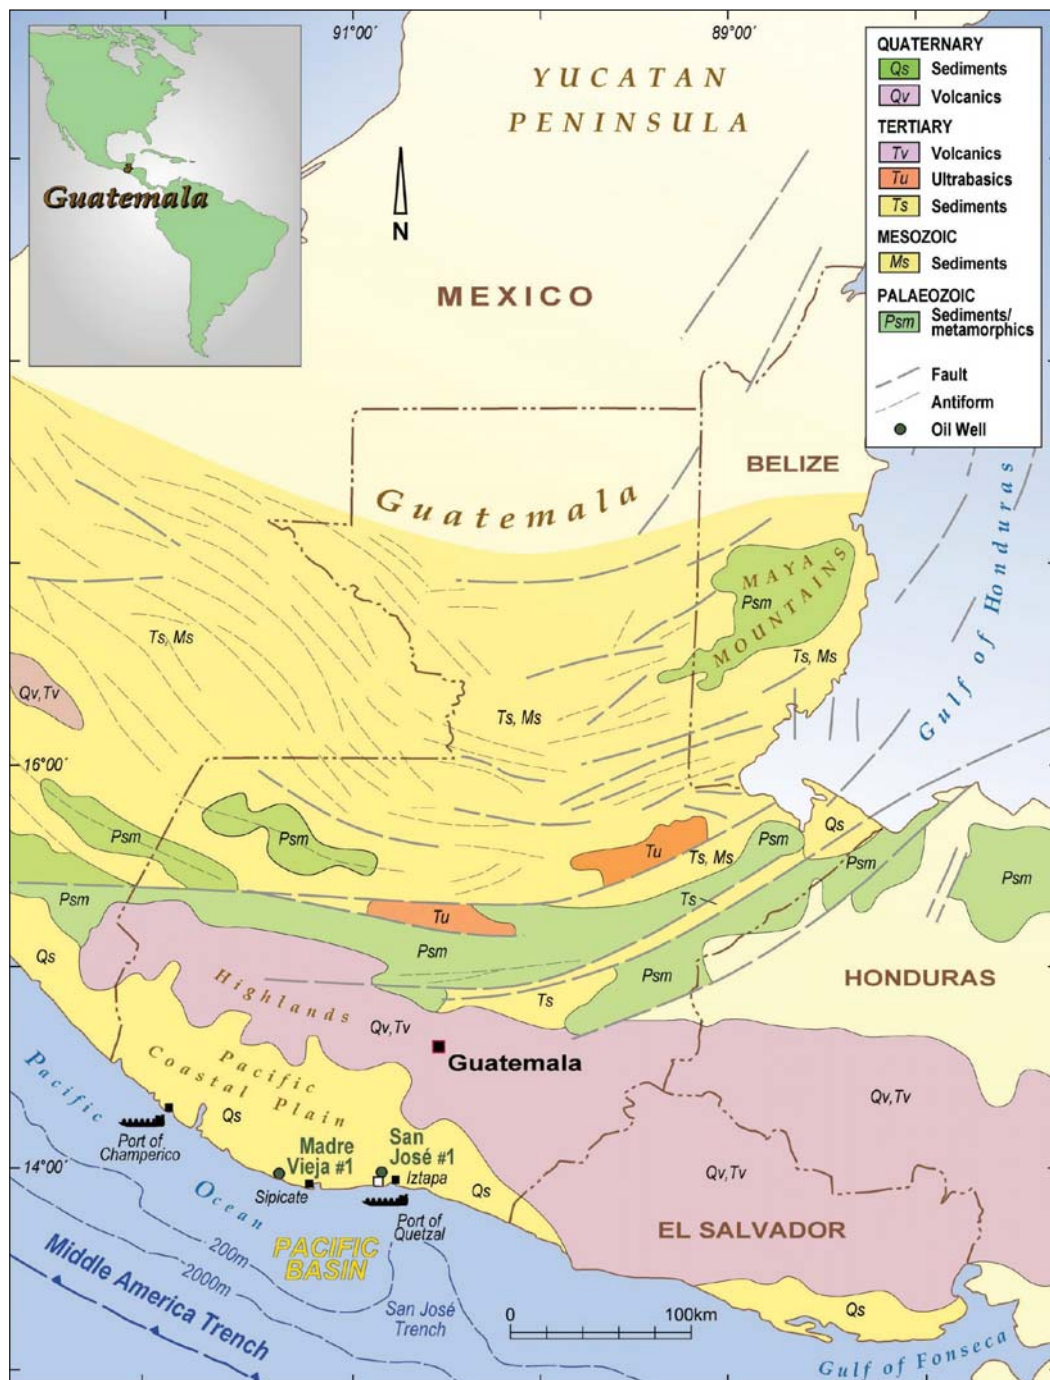 91°00´
89°00´
Guatemala
YUCATAN
PENINSULA
N
MEXICO
QUATERNARY
Qs Sediments
Qv Volcanics
TERTIARY
Tv Volcanics
Tu Ultrabasics
Ts Sediments
MESOZOIC
Ms Sediments
PALAEOZOIC
Psm Sediments/
metamorphics
Fault
Antiform
Oil Well
BELIZE
Guatemala
Gulf of Honduras
MAYA
MOUNTAINS
Psm
Ts, Ms
Ts, Ms
Ts, Ms
Qv,Tv
16°00´
Psm
Psm
Tu
Ts, Ms
Psm
Qs
Psm
Psm
Psm
Ts
Tu
Psm
Psm
Qs
Ts
HONDURAS
Highlands
Qv,Tv
Guatemala
Pacific
Coastal Plain
Qs
Qv,Tv
Pacific
Ocean
Port of
Champerico
14°00´
Madre
Vieja #1
San
José #1
Sipicate
Iztapa
Qs
Qv,Tv
Port of
Quetzal
EL SALVADOR
PACIFIC
BASIN
200m
2000m
Middle America Trench
San José
Trench
0
100km
Qs
Gulf of Fonseca